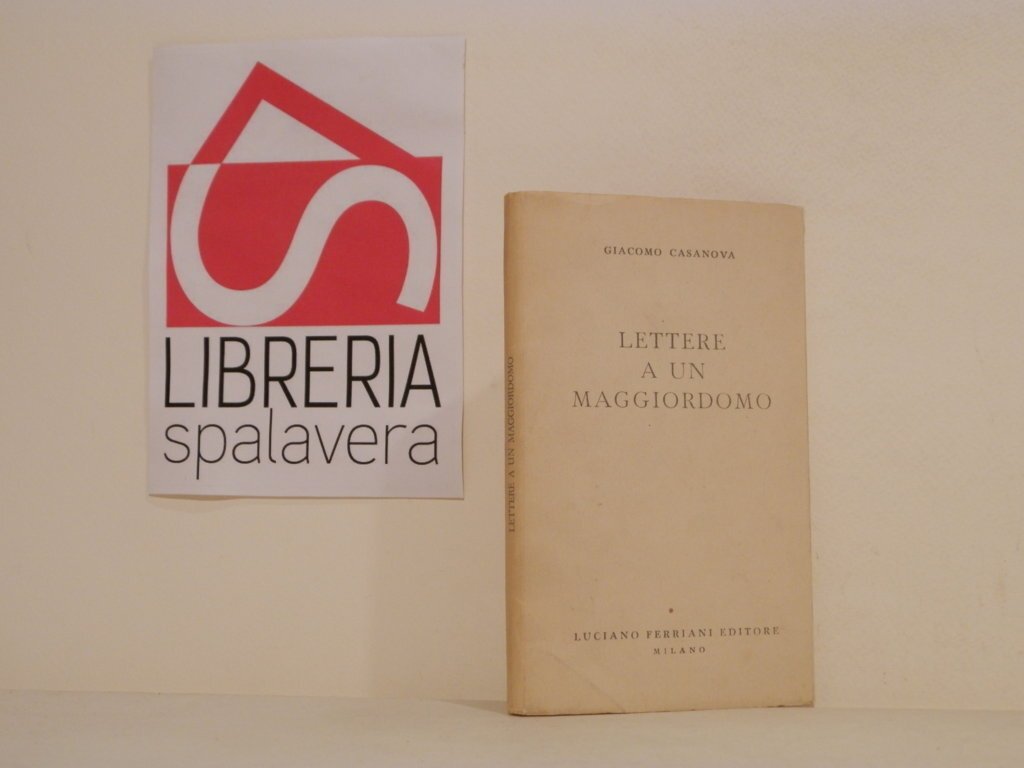 LIBRERIA
spalavera
GIACOMO CASANOVA
LETTERE
A UN
MAGGIORDOMO
LUCIANO FERRIANI EDITORE
MILANO
LETTERE A UN MAGGIORDOMO